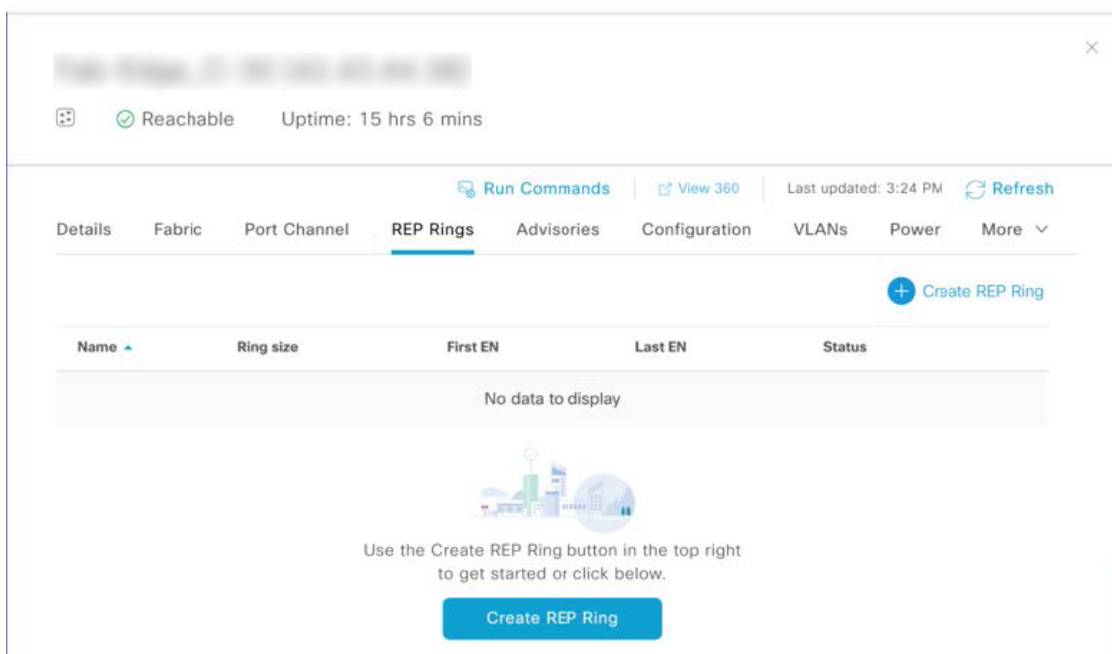 Reachable Uptime: 15 hrs 6 mins
Run Commands View 360 Last updated: 3:24 PM Refresh
Details Fabric Port Channel REP Rings Advisories Configuration VLANs Power More
Create REP Ring
Name Ring size First EN Last EN Status
No data to display
Use the Create REP Ring button in the top right
to get started or click below.
Create REP Ring